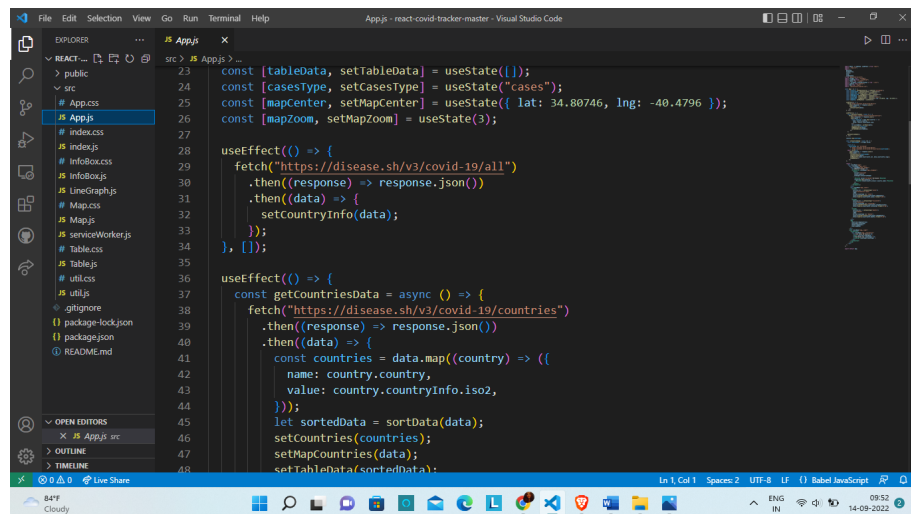 File Edit Selection View Go Run Terminal Help App.js - react-covid-tracker-master - Visual Studio Code
EXPLORER ···
REACT-...
> public
src
# App.css
JS App.js
# index.css
JS index.js
# InfoBox.css
JS InfoBox.js
JS LineGraph.js
# Map.css
JS Map.js
JS serviceWorker.js
# Table.css
JS Table.js
# util.css
JS util.js
.gitignore
{} package-lock.json
{} package.json
README.md
OPEN EDITORS
× JS App.js src
> OUTLINE
> TIMELINE
JS App.js ×
src > JS App.js > ...
23 const [tableData, setTableData] = useState([]);
24 const [casesType, setCasesType] = useState("cases");
25 const [mapCenter, setMapCenter] = useState({ lat: 34.80746, lng: -40.4796 });
26 const [mapZoom, setMapZoom] = useState(3);
27
28 useEffect(() => {
29 fetch("https://disease.sh/v3/covid-19/all")
30 .then((response) => response.json())
31 .then((data) => {
32 setCountryInfo(data);
33 });
34 }, []);
35
36 useEffect(() => {
37 const getCountriesData = async () => {
38 fetch("https://disease.sh/v3/covid-19/countries")
39 .then((response) => response.json())
40 .then((data) => {
41 const countries = data.map((country) => ({
42 name: country.country,
43 value: country.countryInfo.iso2,
44 }));
45 let sortedData = sortData(data);
46 setCountries(countries);
47 setMapCountries(data);
48 setTableData(sortedData);
0 0 Live Share Ln 1, Col 1 Spaces: 2 UTF-8 LF {} Babel JavaScript
84°F
Cloudy
ENG
IN
09:52
14-09-2022
2